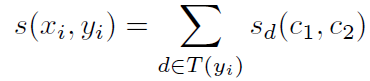 s(x_i, y_i) = \sum_{d \in T(y_i)} s_d(c_1, c_2)